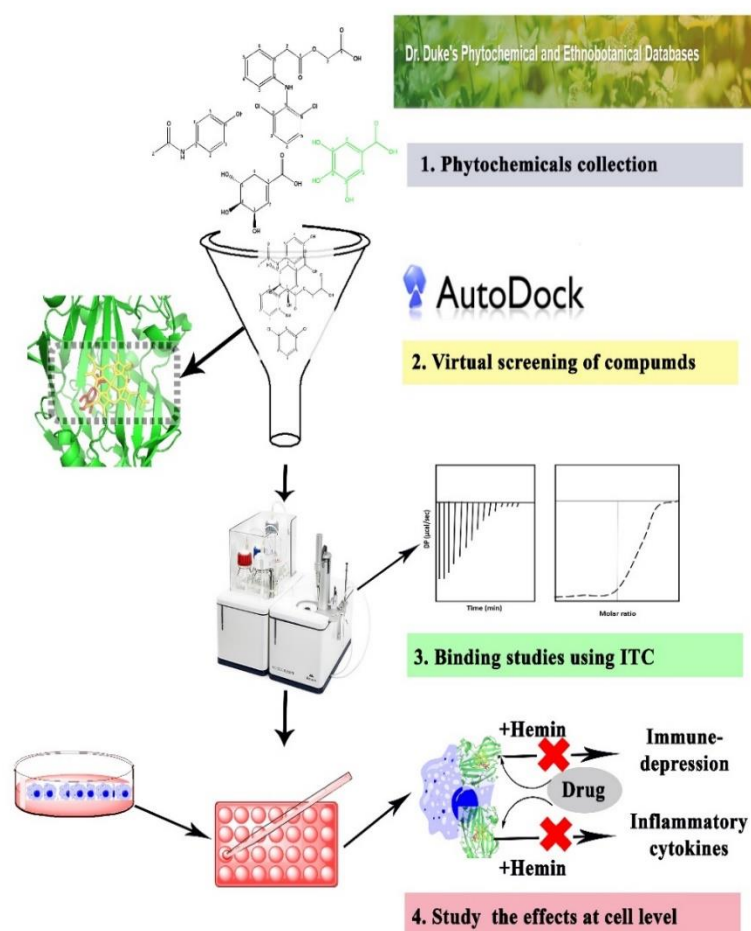 Dr. Duke's Phytochemical and Ethnobotanical Databases
1. Phytochemicals collection
AutoDock
2. Virtual screening of compumds
DP (µcal/sec)
Time (min)
Molar ratio
3. Binding studies using ITC
+Hemin
Immune-
depression
Drug
Inflammatory
cytokines
+Hemin
4. Study the effects at cell level